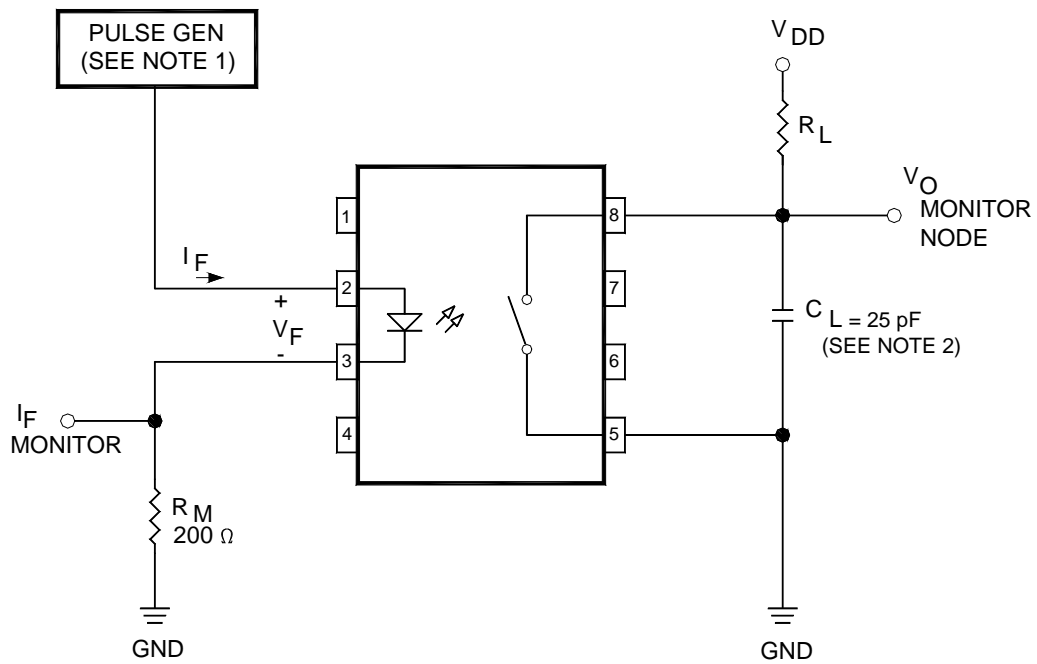 PULSE GEN
(SEE NOTE 1)
V DD
R L
V O
MONITOR
NODE
1
8
I F
2
7
+
V F
-
C L = 25 pF
(SEE NOTE 2)
3
6
I F
MONITOR
4
5
R M
200 Ω
GND
GND